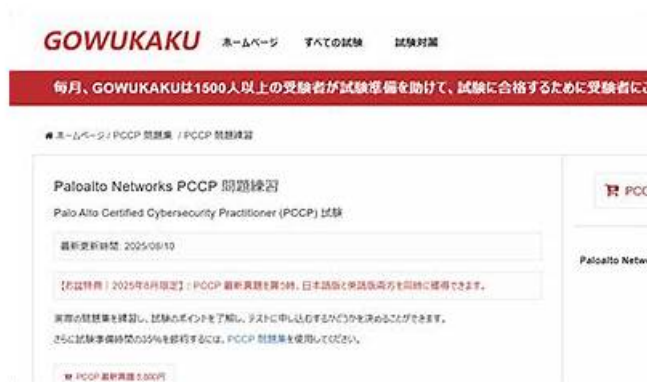 GOWUKAKU
ホームページ すべての試験 試験対策
毎月、GOWUKAKUは1500人以上の受験者が試験準備を助けて、試験に合格するために受験者にご
ホームページ / PCCP 問題集 / PCCP 問題練習
Paloalto Networks PCCP 問題練習
Palo Alto Certified Cybersecurity Practitioner (PCCP) 試験
最新更新時間: 2025/08/10
【お盆特典|2025年8月限定】:PCCP 最新真題を買う時、日本語版と英語版両方を同時に獲得できます。
実際の問題集を練習し、試験のポイントを了解し、テストに申し込むするかどうかを決めることができます。
さらに試験準備時間の35%を節約するには、PCCP 問題集を使用してください。
PCCP 最新真題
PCC
Paloalto Netw